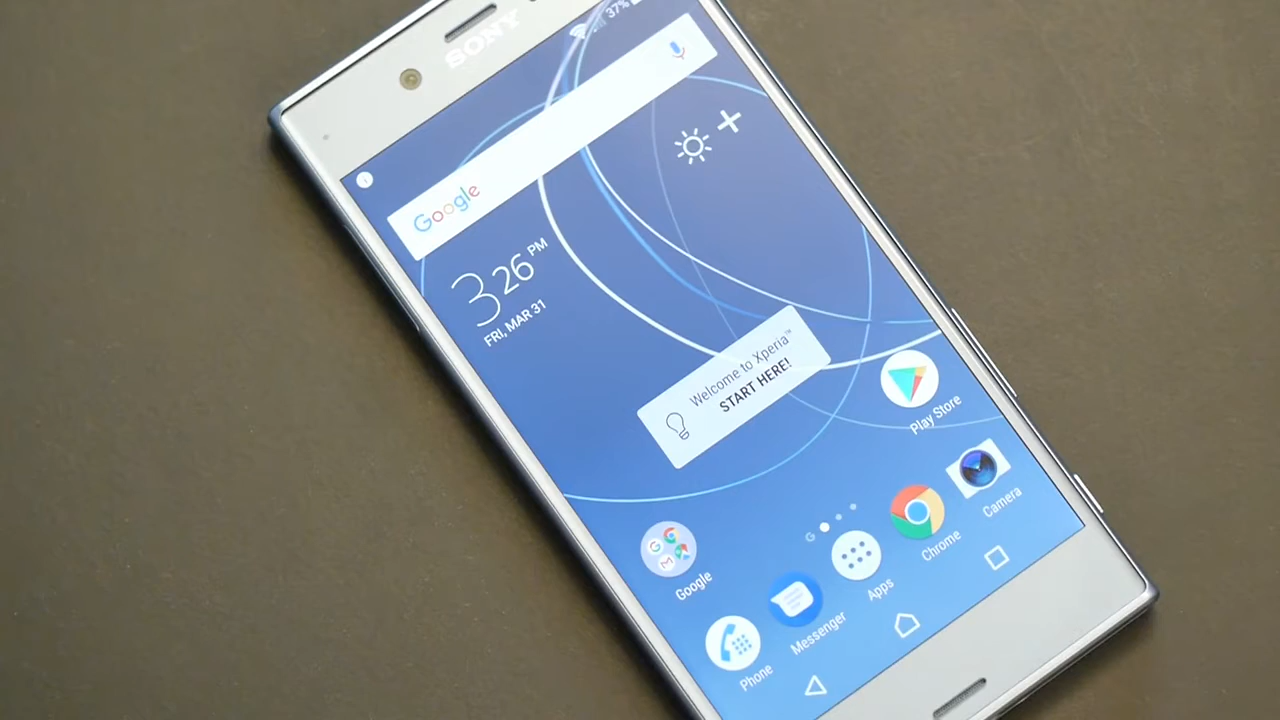 SONY
37%
Google
3 26 PM
FRI, MAR 31
Welcome to Xperia™
START HERE!
Play Store
Camera
Chrome
Apps
Google
Messenger
Phone